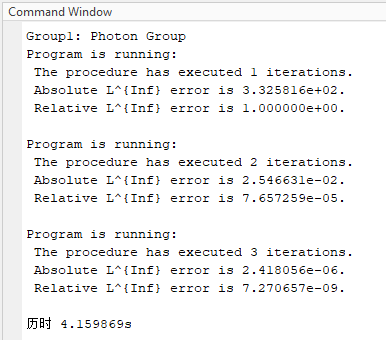 Command Window
Group1: Photon Group
Program is running:
The procedure has executed 1 iterations.
Absolute L^{Inf} error is 3.325816e+02.
Relative L^{Inf} error is 1.000000e+00.
Program is running:
The procedure has executed 2 iterations.
Absolute L^{Inf} error is 2.546631e-02.
Relative L^{Inf} error is 7.657259e-05.
Program is running:
The procedure has executed 3 iterations.
Absolute L^{Inf} error is 2.418056e-06.
Relative L^{Inf} error is 7.270657e-09.
历时 4.159869s